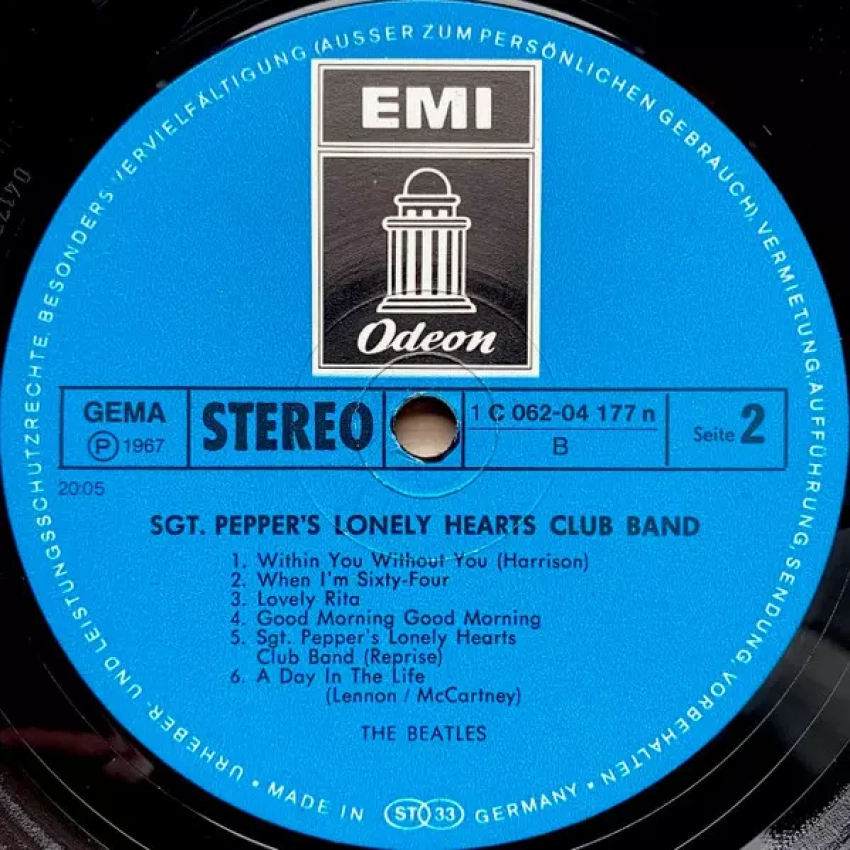 EMI
Odeon
GEMA
Ⓟ 1967
STEREO
1 C 062-04 177 n
B
Seite 2
20:05
SGT. PEPPER'S LONELY HEARTS CLUB BAND
1. Within You Without You (Harrison)
2. When I'm Sixty-Four
3. Lovely Rita
4. Good Morning Good Morning
5. Sgt. Pepper's Lonely Hearts
Club Band (Reprise)
6. A Day In The Life
(Lennon / McCartney)
THE BEATLES
URHEBER- UND LEISTUNGSSCHUTZRECHTE, BESONDERS VERVIELFÄLTIGUNG (AUSSER ZUM PERSÖNLICHEN GEBRAUCH), VERMIETUNG, AUFFÜHRUNG, SENDUNG, VORBEHALTEN •
• MADE IN ST 33 GERMANY •